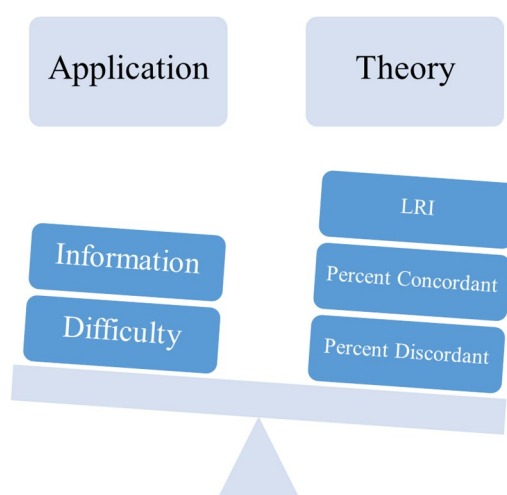 Application
Theory
LRI
Information
Percent Concordant
Difficulty
Percent Discordant